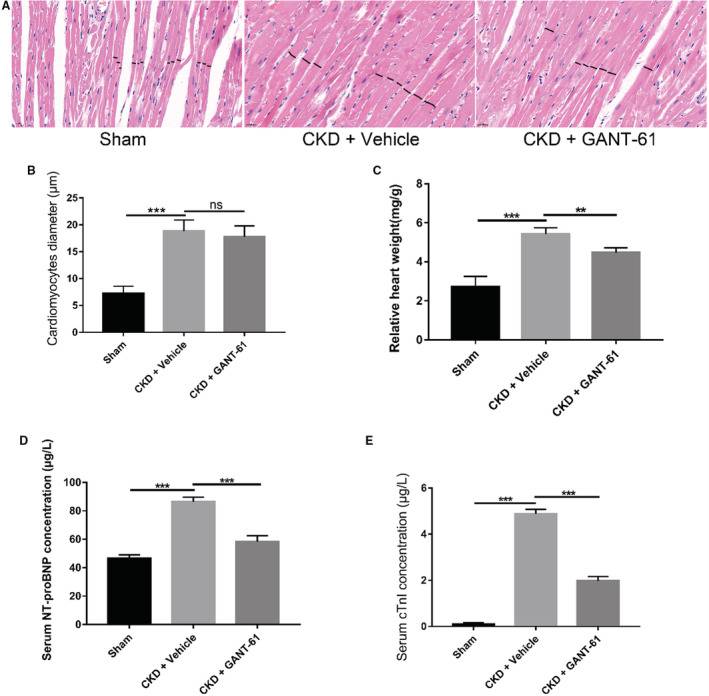 A
Sham
CKD + Vehicle
CKD + GANT-61
B
Cardiomyocytes diameter (μm)
25
20
15
10
5
0
***
ns
Sham
CKD + Vehicle
CKD + GANT-61
C
Relative heart weight(mg/g)
8
6
4
2
0
***
**
Sham
CKD + Vehicle
CKD + GANT-61
D
Serum NT-proBNP concentration (μg/L)
100
80
60
40
20
0
***
***
Sham
CKD + Vehicle
CKD + GANT-61
E
Serum cTnI concentration (μg/L)
6
4
2
0
***
***
Sham
CKD + Vehicle
CKD + GANT-61